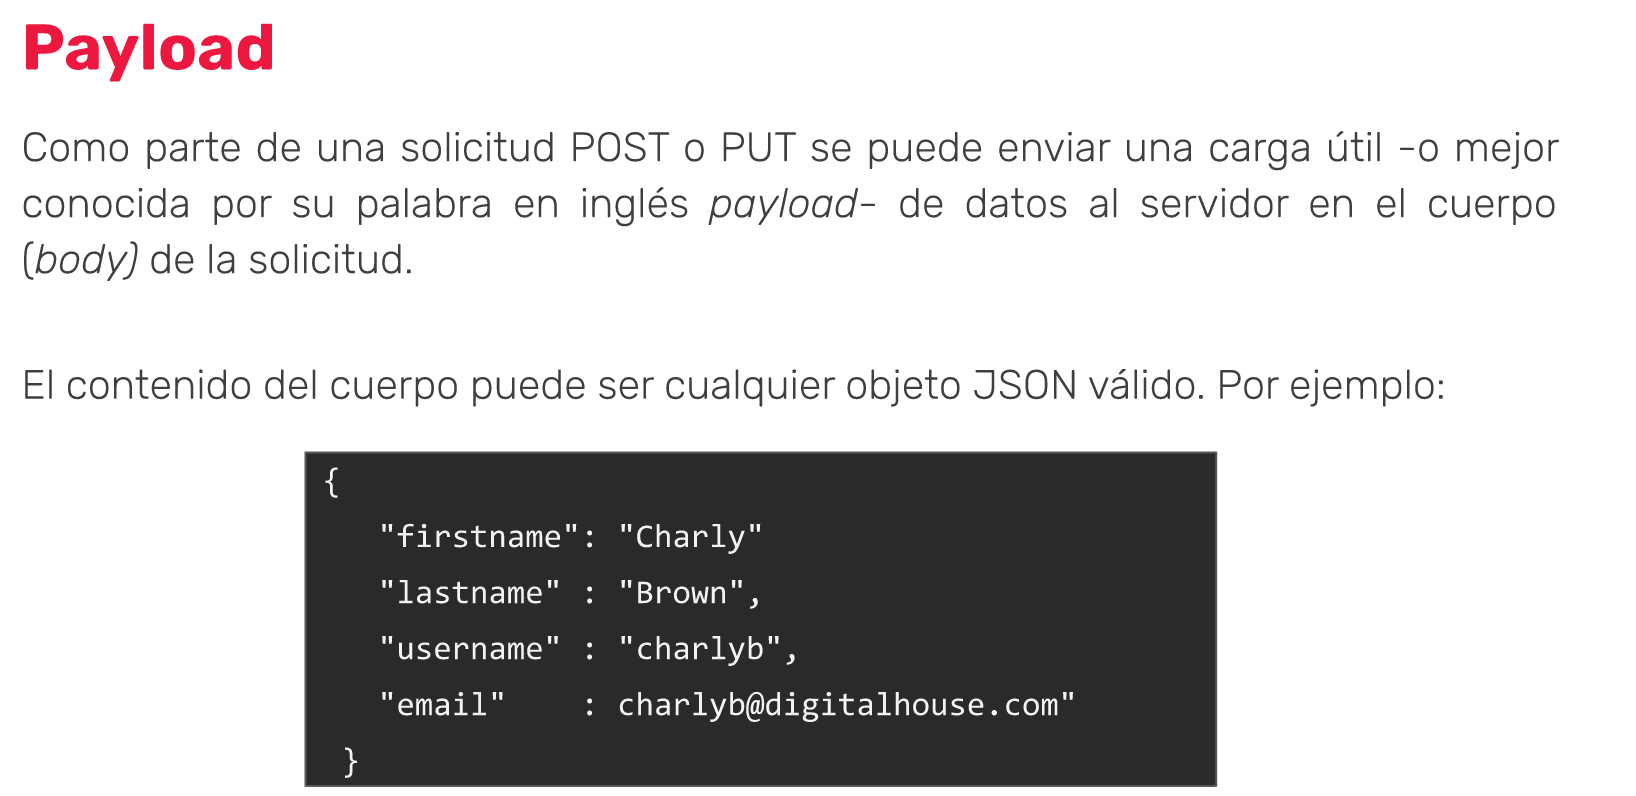 Payload
Como parte de una solicitud POST o PUT se puede enviar una carga útil -o mejor
conocida por su palabra en inglés payload- de datos al servidor en el cuerpo
(body) de la solicitud.
El contenido del cuerpo puede ser cualquier objeto JSON válido. Por ejemplo:
{
"firstname": "Charly"
"lastname" : "Brown",
"username" : "charlyb",
"email" : charlyb@digitalhouse.com"
}